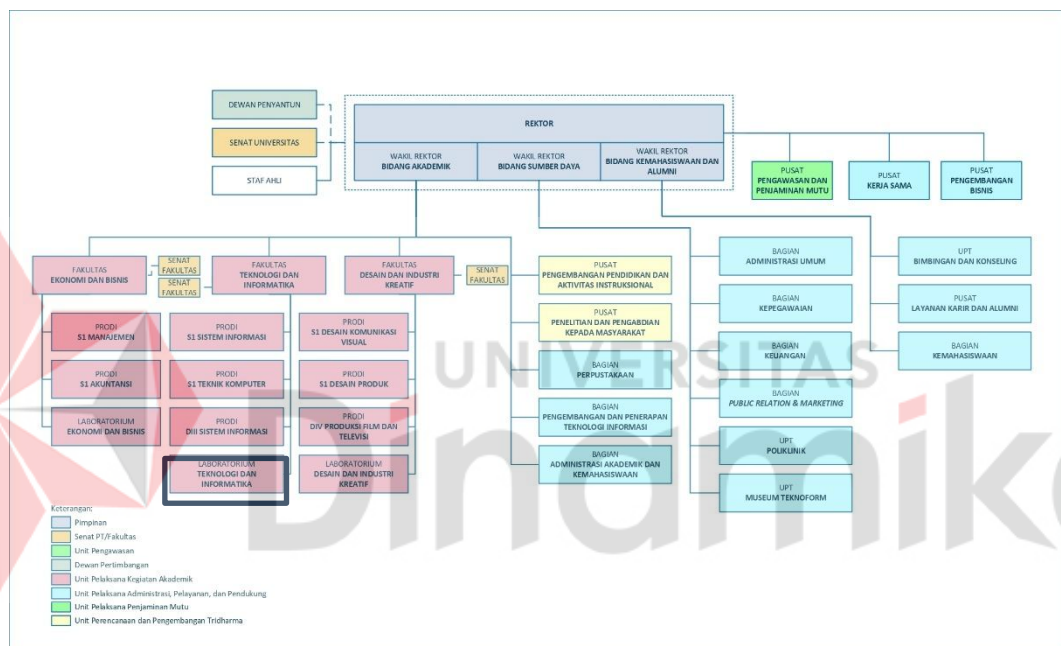 DEWAN PENYANTUN
SENAT UNIVERSITAS
STAF AHLI
REKTOR
WAKIL REKTOR
BIDANG AKADEMIK
WAKIL REKTOR
BIDANG SUMBER DAYA
WAKIL REKTOR
BIDANG KEMAHASISWAAN DAN
ALUMNI
PUSAT
PENGAWASAN DAN
PENJAMINAN MUTU
PUSAT
KERJA SAMA
PUSAT
PENGEMBANGAN
BISNIS
FAKULTAS
EKONOMI DAN BISNIS
SENAT
FAKULTAS
SENAT
FAKULTAS
FAKULTAS
TEKNOLOGI DAN
INFORMATIKA
FAKULTAS
DESAIN DAN INDUSTRI
KREATIF
SENAT
FAKULTAS
PRODI
S1 MANAJEMEN
PRODI
S1 AKUNTANSI
LABORATORIUM
EKONOMI DAN BISNIS
PRODI
S1 SISTEM INFORMASI
PRODI
S1 TEKNIK KOMPUTER
PRODI
DIII SISTEM INFORMASI
LABORATORIUM
TEKNOLOGI DAN
INFORMATIKA
PRODI
S1 DESAIN KOMUNIKASI
VISUAL
PRODI
S1 DESAIN PRODUK
PRODI
DIV PRODUKSI FILM DAN
TELEVISI
LABORATORIUM
DESAIN DAN INDUSTRI
KREATIF
PUSAT
PENGEMBANGAN PENDIDIKAN DAN
AKTIVITAS INSTRUKSIONAL
PUSAT
PENELITIAN DAN PENGABDIAN
KEPADA MASYARAKAT
BAGIAN
PERPUSTAKAAN
BAGIAN
PENGEMBANGAN DAN PENERAPAN
TEKNOLOGI INFORMASI
BAGIAN
ADMINISTRASI AKADEMIK DAN
KEMAHASISWAAN
BAGIAN
ADMINISTRASI UMUM
BAGIAN
KEPEGAWAIAN
BAGIAN
KEUANGAN
BAGIAN
PUBLIC RELATION & MARKETING
UPT
POLIKLINIK
UPT
MUSEUM TEKNOFORM
UPT
BIMBINGAN DAN KONSELING
PUSAT
LAYANAN KARIR DAN ALUMNI
BAGIAN
KEMAHASISWAAN
UNIVERSITAS
Dinamika
Keterangan:
Pimpinan
Senat PT/Fakultas
Unit Pengawasan
Dewan Pertimbangan
Unit Pelaksana Kegiatan Akademik
Unit Pelaksana Administrasi, Pelayanan, dan Pendukung
Unit Pelaksana Penjaminan Mutu
Unit Perencanaan dan Pengembangan Tridharma